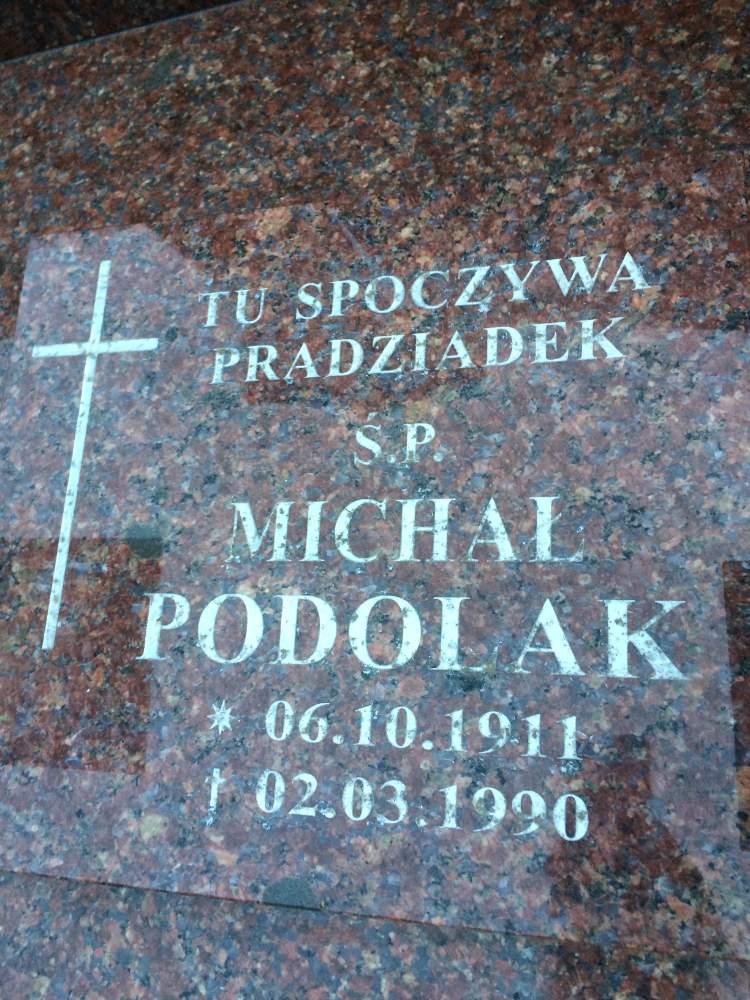 TU SPOCZYWA
PRADZIADEK
Ś.P.
MICHAŁ
PODOLAK
* 06.10.1911
† 02.03.1990